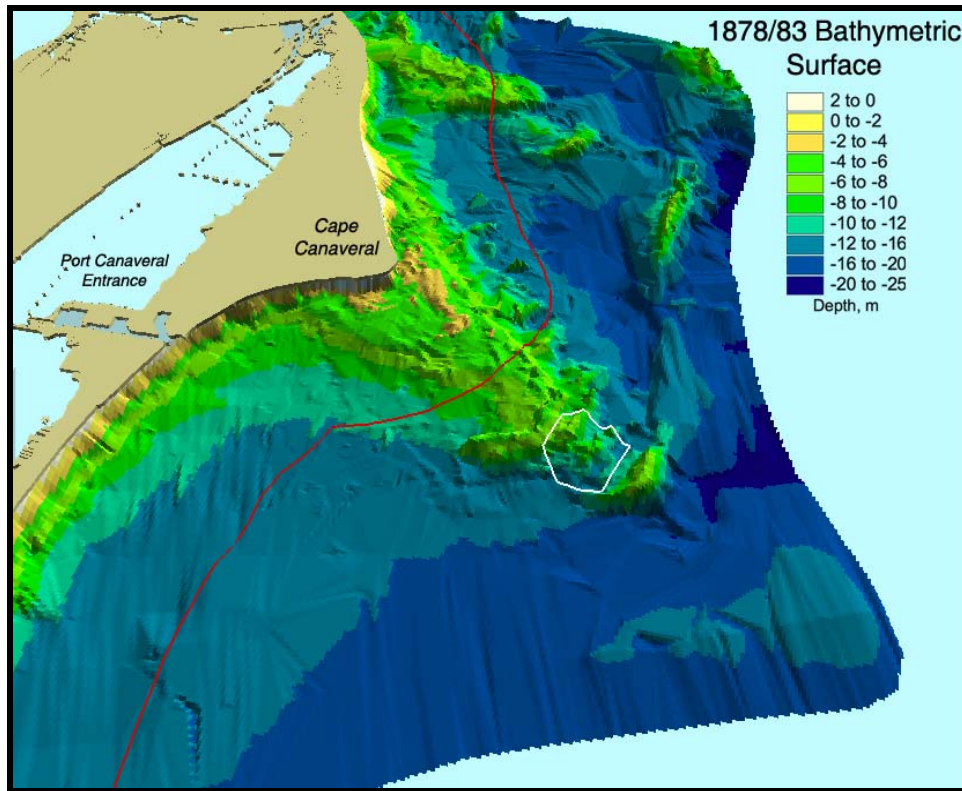 1878/83 Bathymetric
Surface
2 to 0
0 to -2
-2 to -4
-4 to -6
-6 to -8
-8 to -10
-10 to -12
-12 to -16
-16 to -20
-20 to -25
Depth, m
Cape
Canaveral
Port Canaveral
Entrance